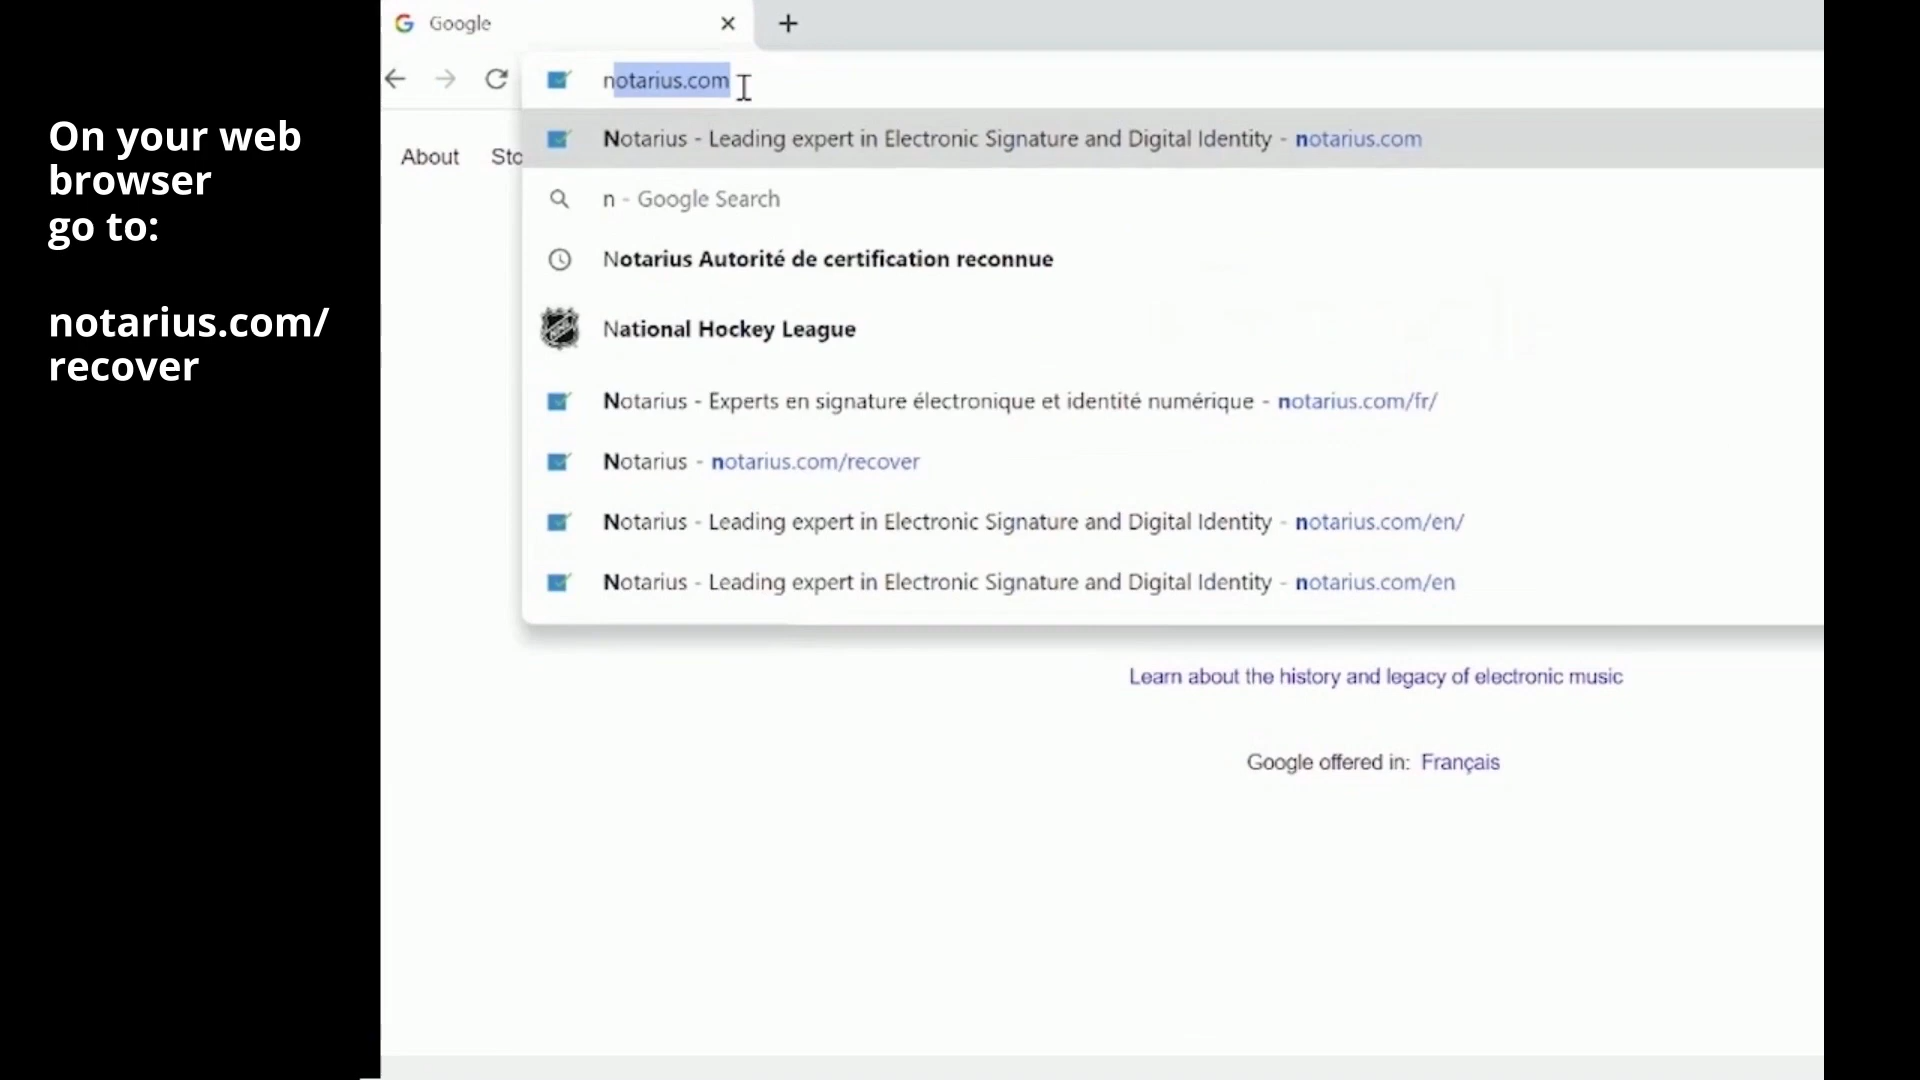 On your web
browser
go to:
notarius.com/
recover
Google
notarius.com
About
Notarius - Leading expert in Electronic Signature and Digital Identity - notarius.com
n - Google Search
Notarius Autorité de certification reconnue
National Hockey League
Notarius - Experts en signature électronique et identité numérique - notarius.com/fr/
Notarius - notarius.com/recover
Notarius - Leading expert in Electronic Signature and Digital Identity - notarius.com/en/
Notarius - Leading expert in Electronic Signature and Digital Identity - notarius.com/en
Learn about the history and legacy of electronic music
Google offered in: Français